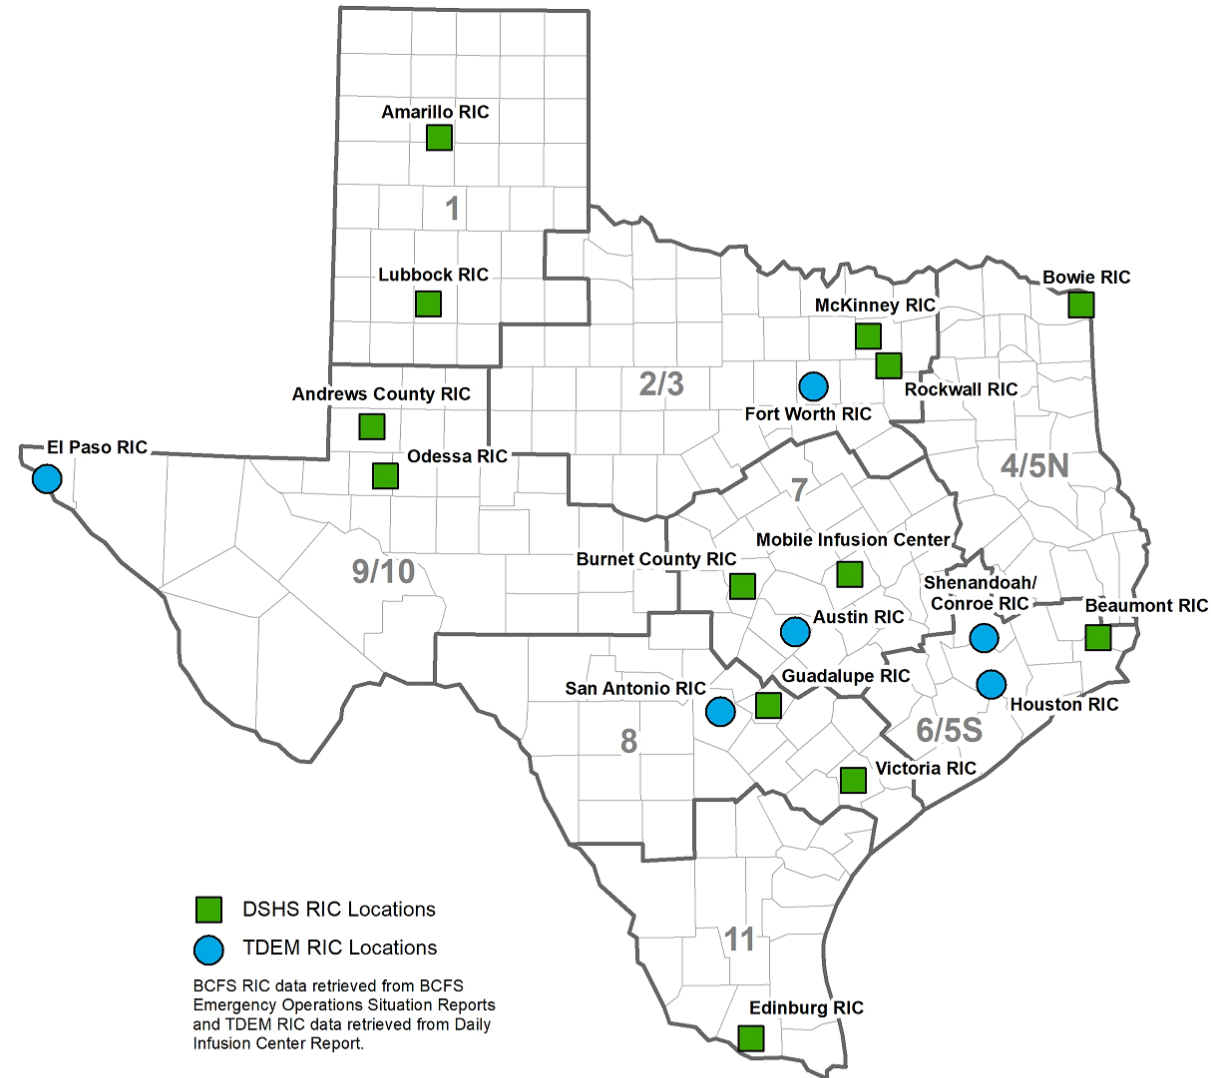 Amarillo RIC
1
Lubbock RIC
Bowie RIC
McKinney RIC
2/3
Rockwall RIC
Andrews County RIC
Fort Worth RIC
El Paso RIC
Odessa RIC
4/5N
7
Mobile Infusion Center
Burnet County RIC
9/10
Shenandoah/
Conroe RIC
Beaumont RIC
Austin RIC
Guadalupe RIC
San Antonio RIC
Houston RIC
6/5S
8
Victoria RIC
DSHS RIC Locations
TDEM RIC Locations
11
BCFS RIC data retrieved from BCFS
Emergency Operations Situation Reports
and TDEM RIC data retrieved from Daily
Infusion Center Report.
Edinburg RIC